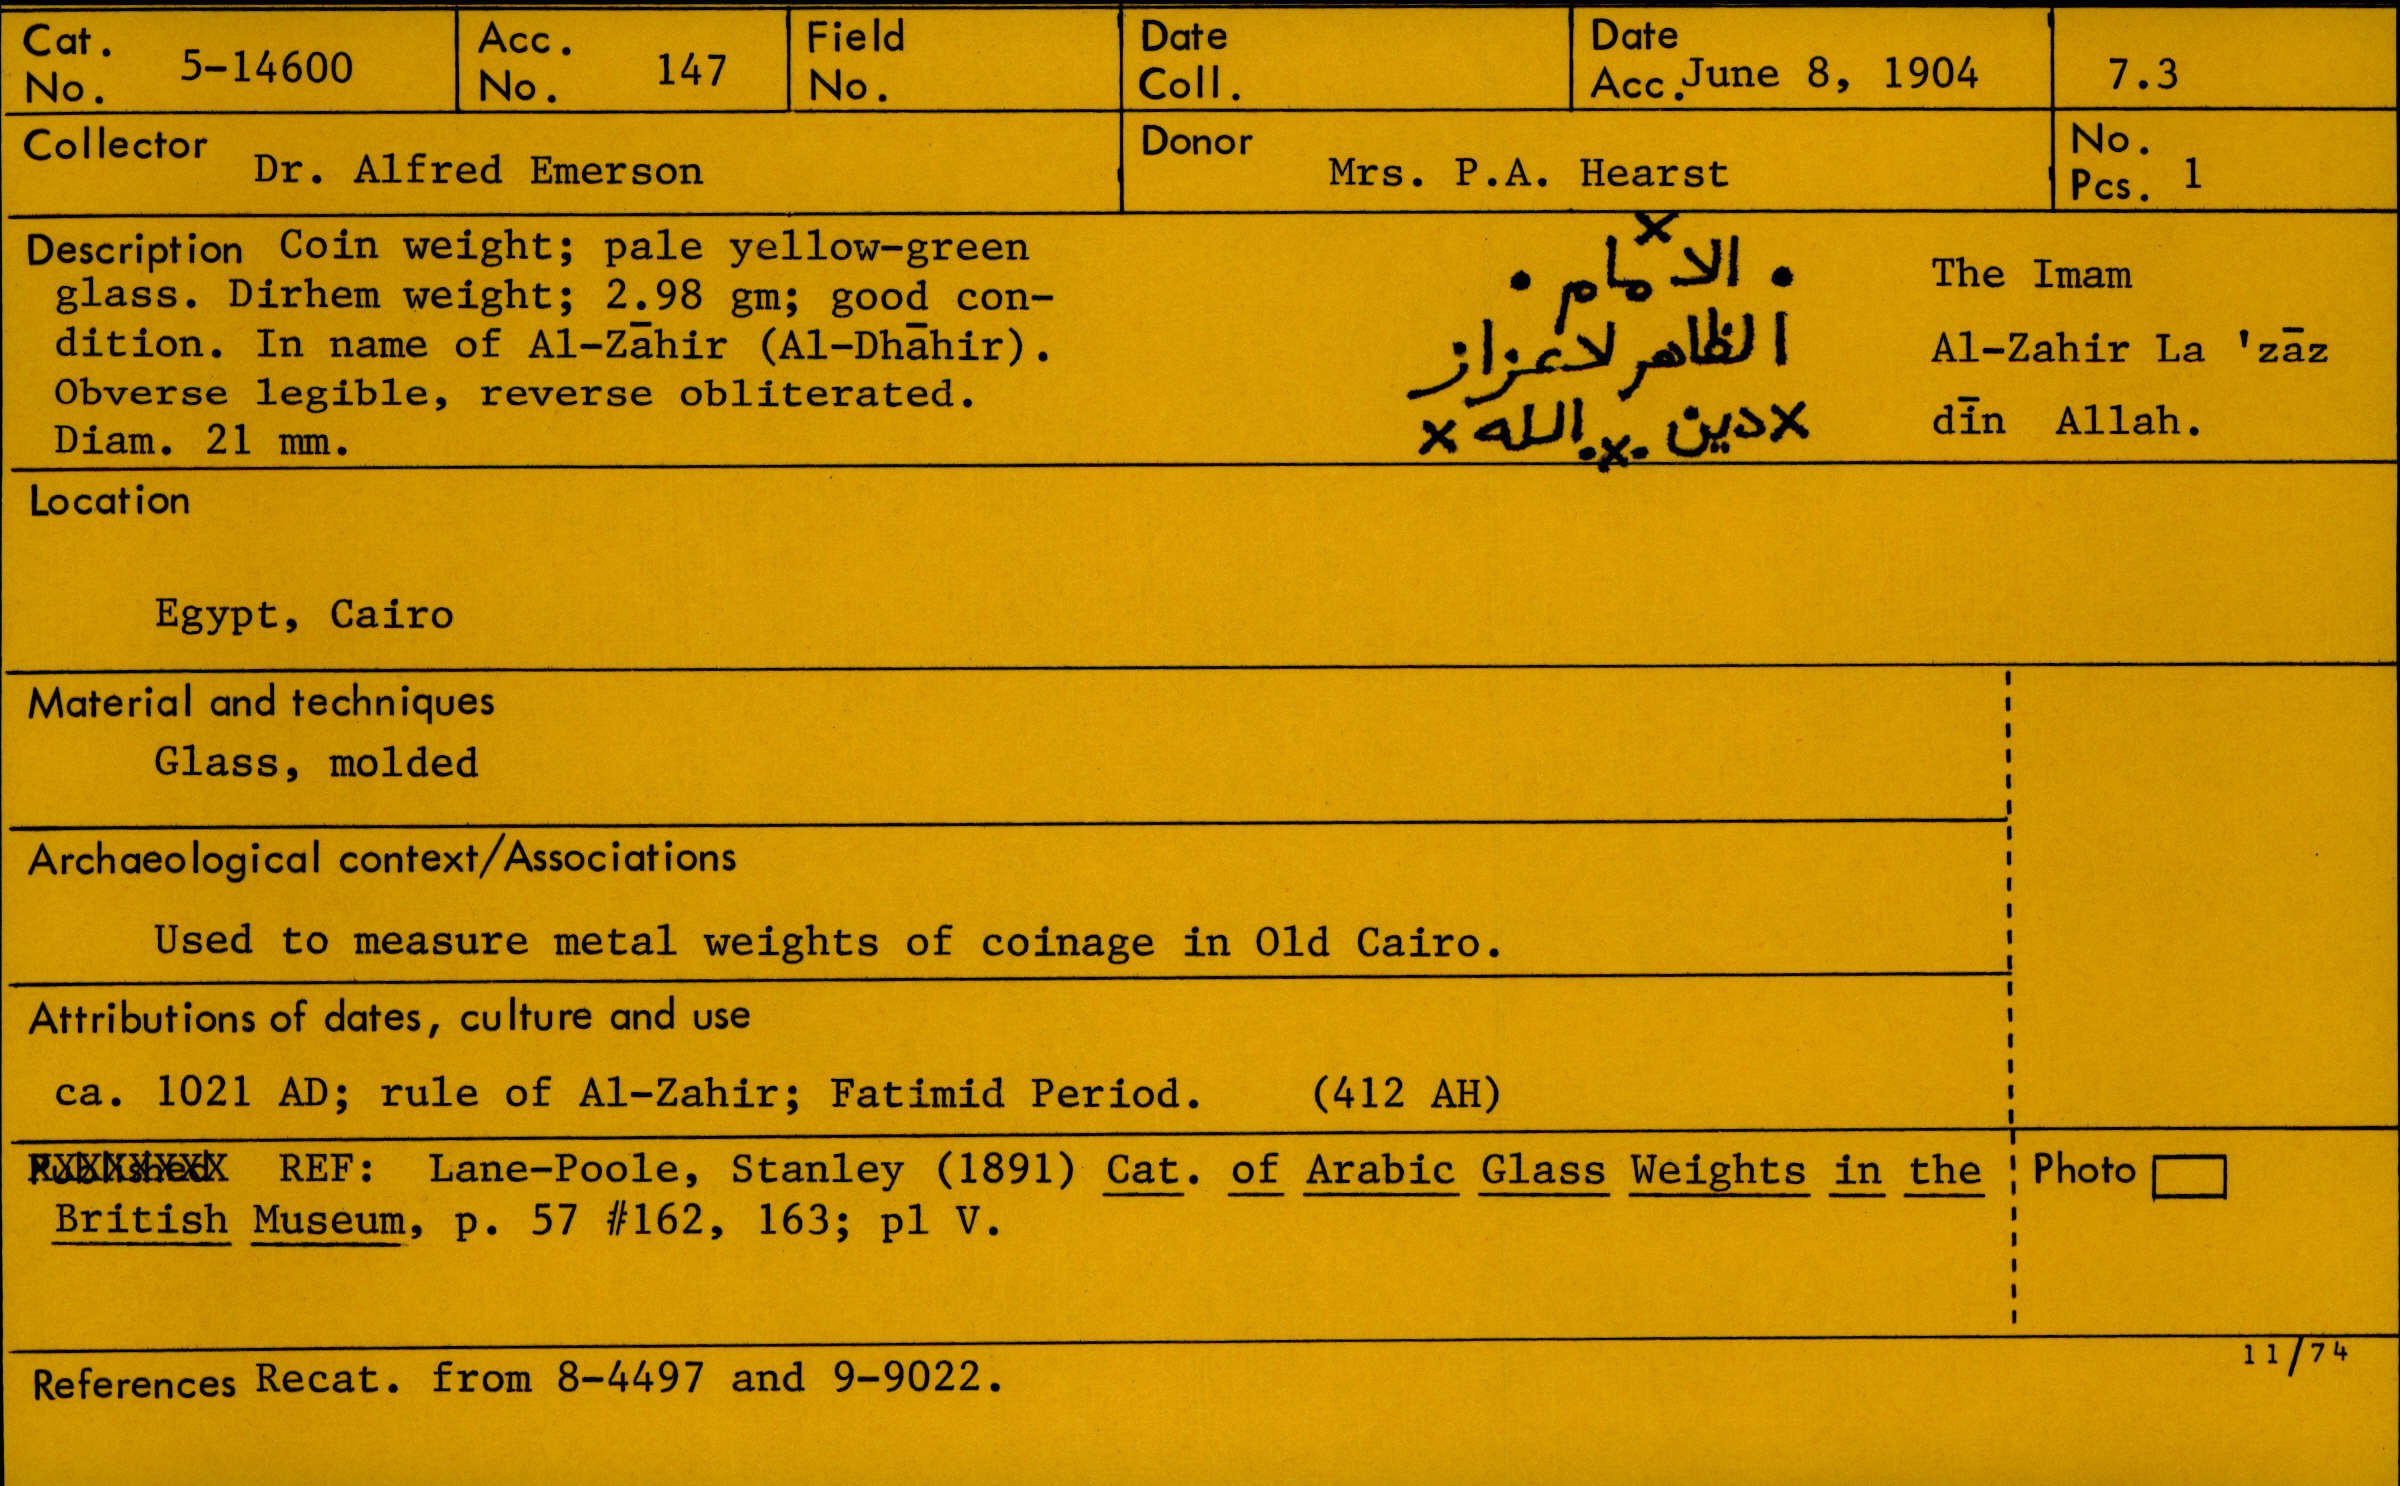 Cat. No. 5-14600
Acc. No. 147
Field No.
Date Coll.
Date Acc. June 8, 1904
7.3
Collector Dr. Alfred Emerson
Donor Mrs. P.A. Hearst
No. Pcs. 1
Description Coin weight; pale yellow-green
glass. Dirhem weight; 2.98 gm; good con-
dition. In name of Al-Zāhir (Al-Dhāhir).
Obverse legible, reverse obliterated.
Diam. 21 mm.
x
• الامام •
الظاهر لاعزاز
x دين .x. الله x
The Imam
Al-Zahir La 'zāz
dīn Allah.
Location
Egypt, Cairo
Material and techniques
Glass, molded
Archaeological context/Associations
Used to measure metal weights of coinage in Old Cairo.
Attributions of dates, culture and use
ca. 1021 AD; rule of Al-Zahir; Fatimid Period. (412 AH)
Published REF: Lane-Poole, Stanley (1891) Cat. of Arabic Glass Weights in the
British Museum, p. 57 #162, 163; pl V.
Photo
11/74
References Recat. from 8-4497 and 9-9022.